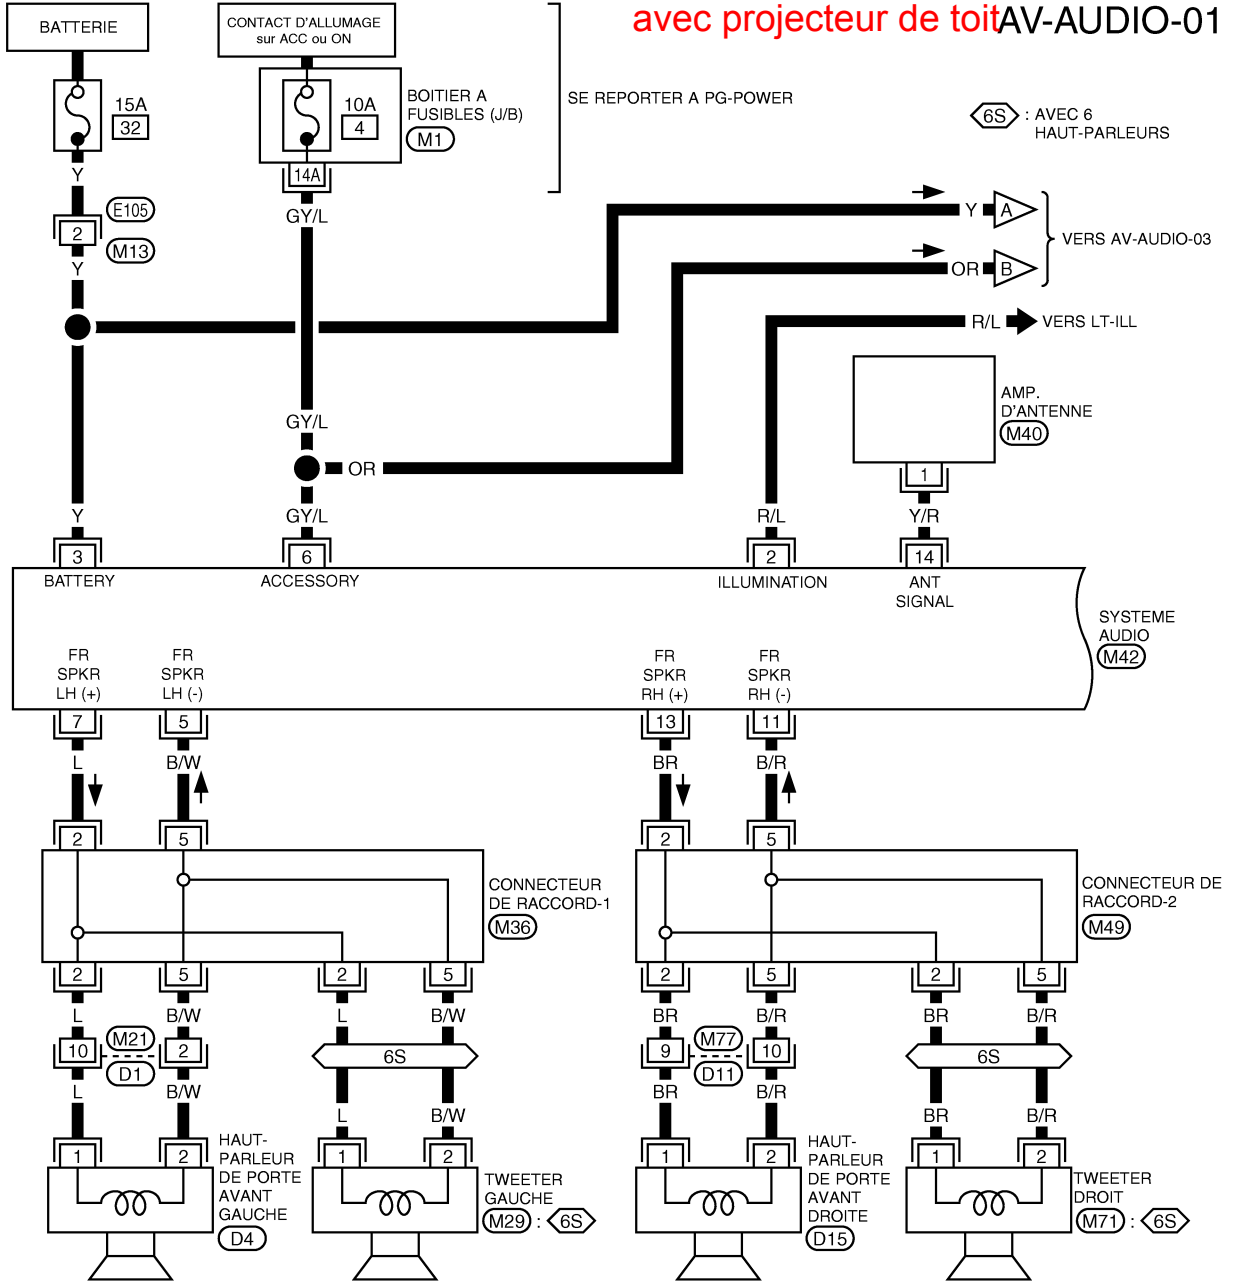 avec projecteur de toit AV-AUDIO-01
BATTERIE
CONTACT D'ALLUMAGE
sur ACC ou ON
15A
32
10A
4
BOITIER A
FUSIBLES (J/B)
M1
SE REPORTER A PG-POWER
6S : AVEC 6
HAUT-PARLEURS
14A
Y
GY/L
E105
2
M13
Y
Y A
OR B
VERS AV-AUDIO-03
R/L VERS LT-ILL
AMP.
D'ANTENNE
M40
1
GY/L
OR
Y
GY/L
R/L
Y/R
3
6
2
14
BATTERY
ACCESSORY
ILLUMINATION
ANT
SIGNAL
SYSTEME
AUDIO
M42
FR
SPKR
LH (+)
FR
SPKR
LH (-)
FR
SPKR
RH (+)
FR
SPKR
RH (-)
7
5
13
11
L
B/W
BR
B/R
2
5
2
5
CONNECTEUR
DE RACCORD-1
M36
CONNECTEUR DE
RACCORD-2
M49
2
5
2
5
2
5
2
5
L
B/W
L
B/W
BR
B/R
BR
B/R
10
M21
D1
2
6S
9
M77
D11
10
6S
L
B/W
L
B/W
BR
B/R
BR
B/R
1
2
1
2
1
2
1
2
HAUT-
PARLEUR
DE PORTE
AVANT
GAUCHE
D4
TWEETER
GAUCHE
M29 : 6S
HAUT-
PARLEUR
DE PORTE
AVANT
DROITE
D15
TWEETER
DROIT
M71 : 6S